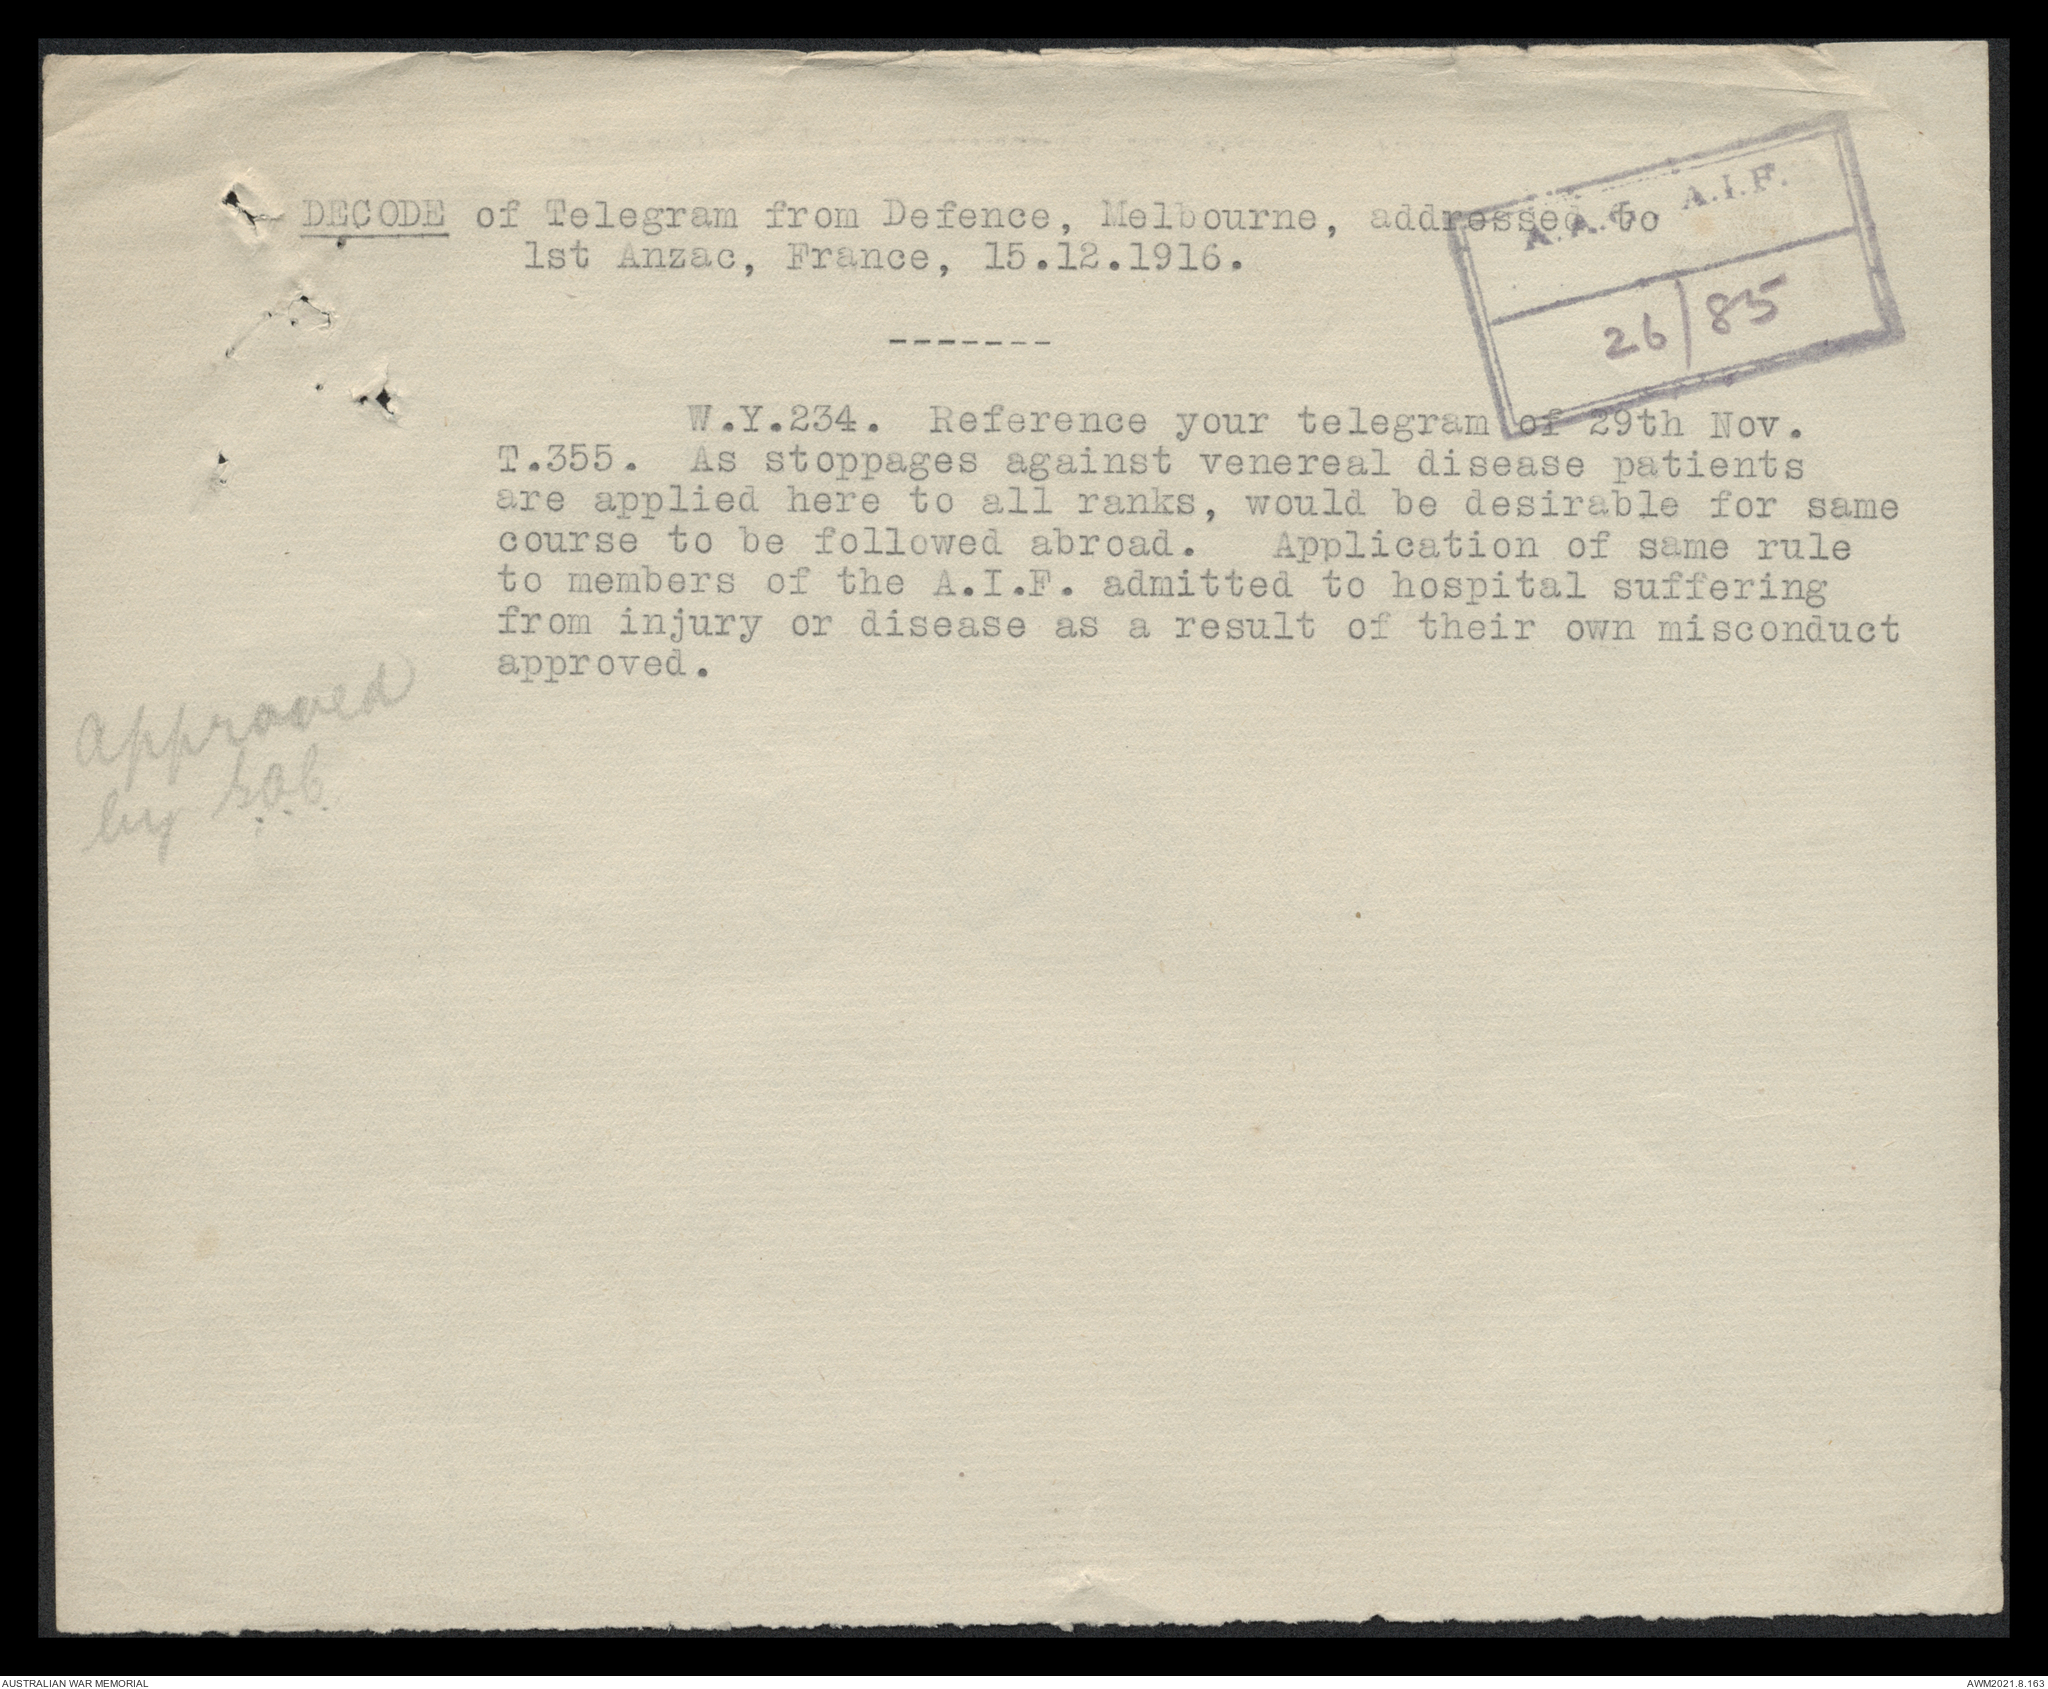 DECODE of Telegram from Defence, Melbourne, addressed to
1st Anzac, France, 15.12.1916.
-------
A.A.G. A.I.F.
26/85
W.Y.234. Reference your telegram of 29th Nov.
T.355. As stoppages against venereal disease patients
are applied here to all ranks, would be desirable for same
course to be followed abroad. Application of same rule
to members of the A.I.F. admitted to hospital suffering
from injury or disease as a result of their own misconduct
approved.
Approved
by G.O.C.
AUSTRALIAN WAR MEMORIAL
AWM2021.8.163